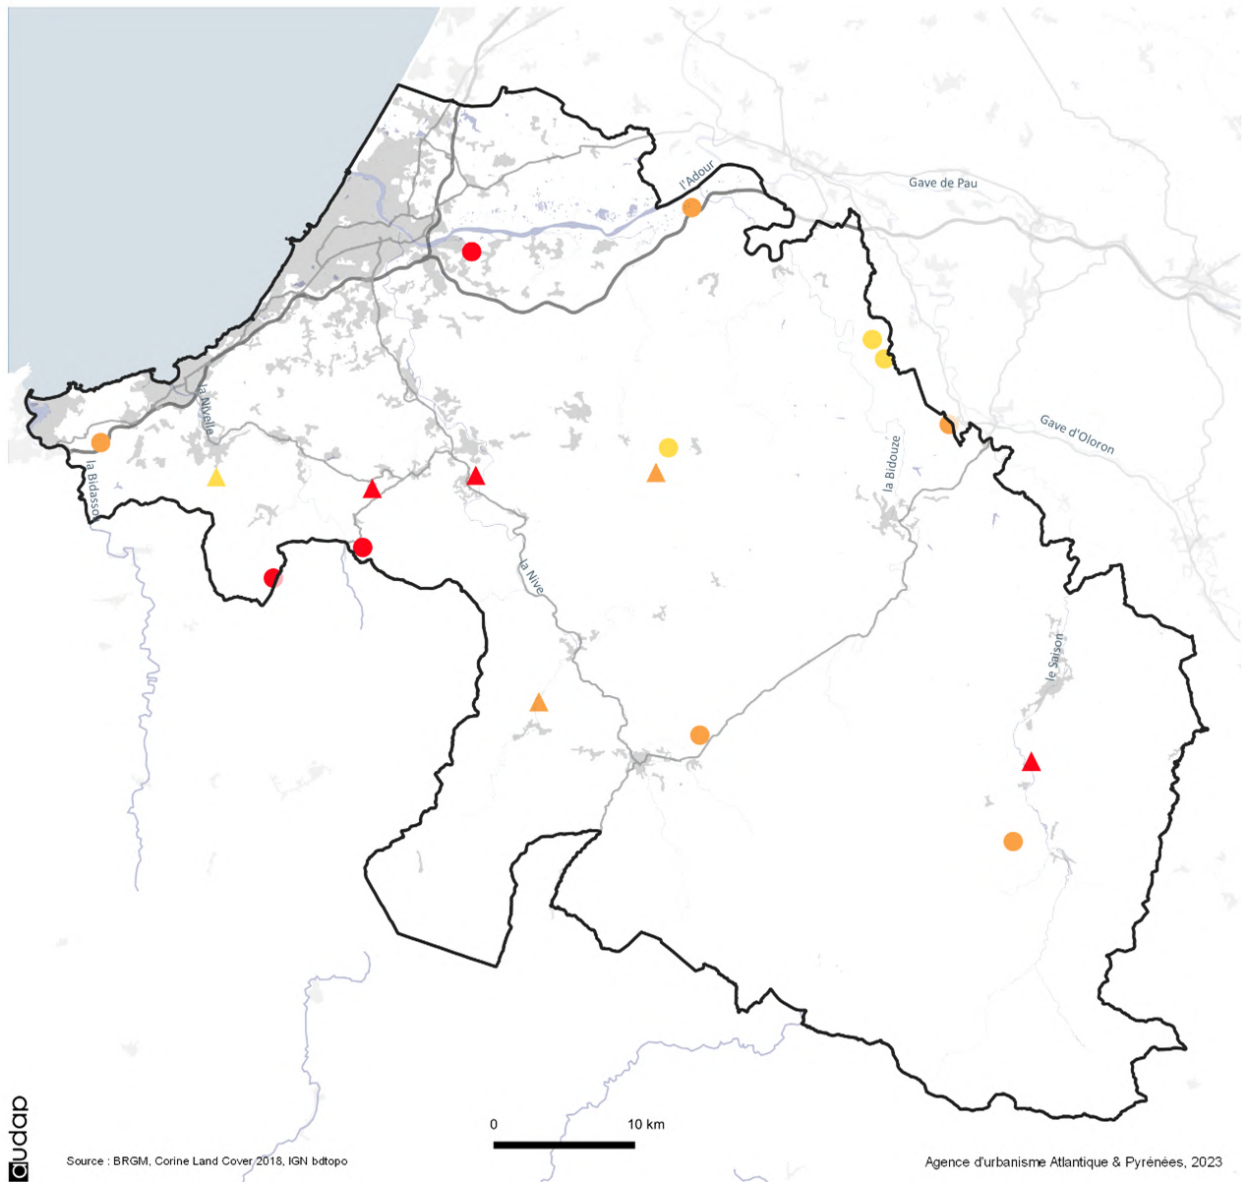 l'Adour
Gave de Pau
la Nivelle
Gave d'Oloron
la Bidouze
la Bidassoa
la Nive
le Saison
0
10 km
audap
Source : BRGM, Corine Land Cover 2018, IGN bdtopo
Agence d'urbanisme Atlantique & Pyrénées, 2023